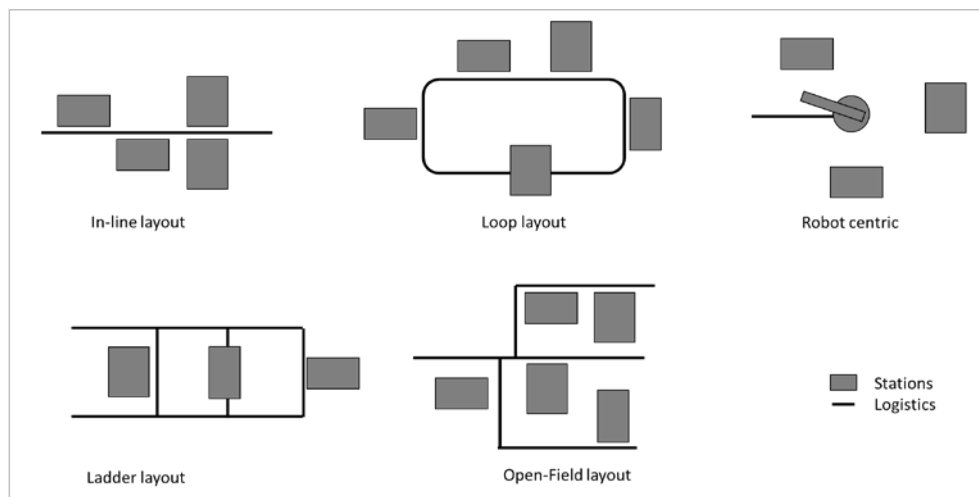 In-line layout
Loop layout
Robot centric
Ladder layout
Open-Field layout
Stations
Logistics